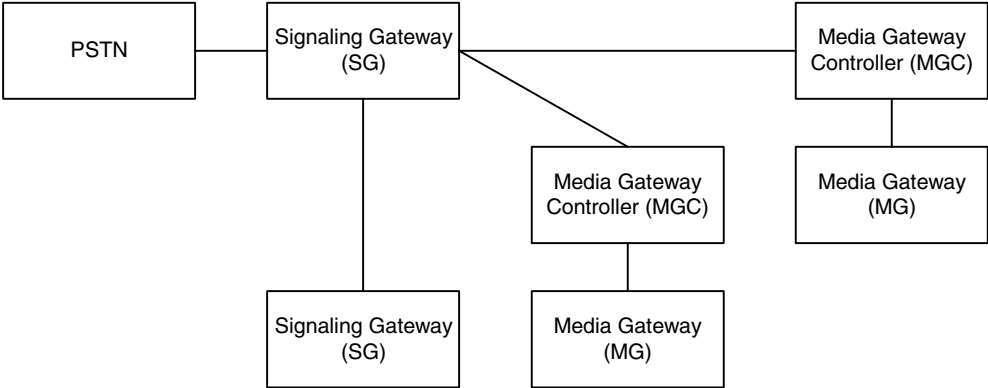 PSTN
Signaling Gateway
(SG)
Media Gateway
Controller (MGC)
Media Gateway
Controller (MGC)
Media Gateway
(MG)
Signaling Gateway
(SG)
Media Gateway
(MG)